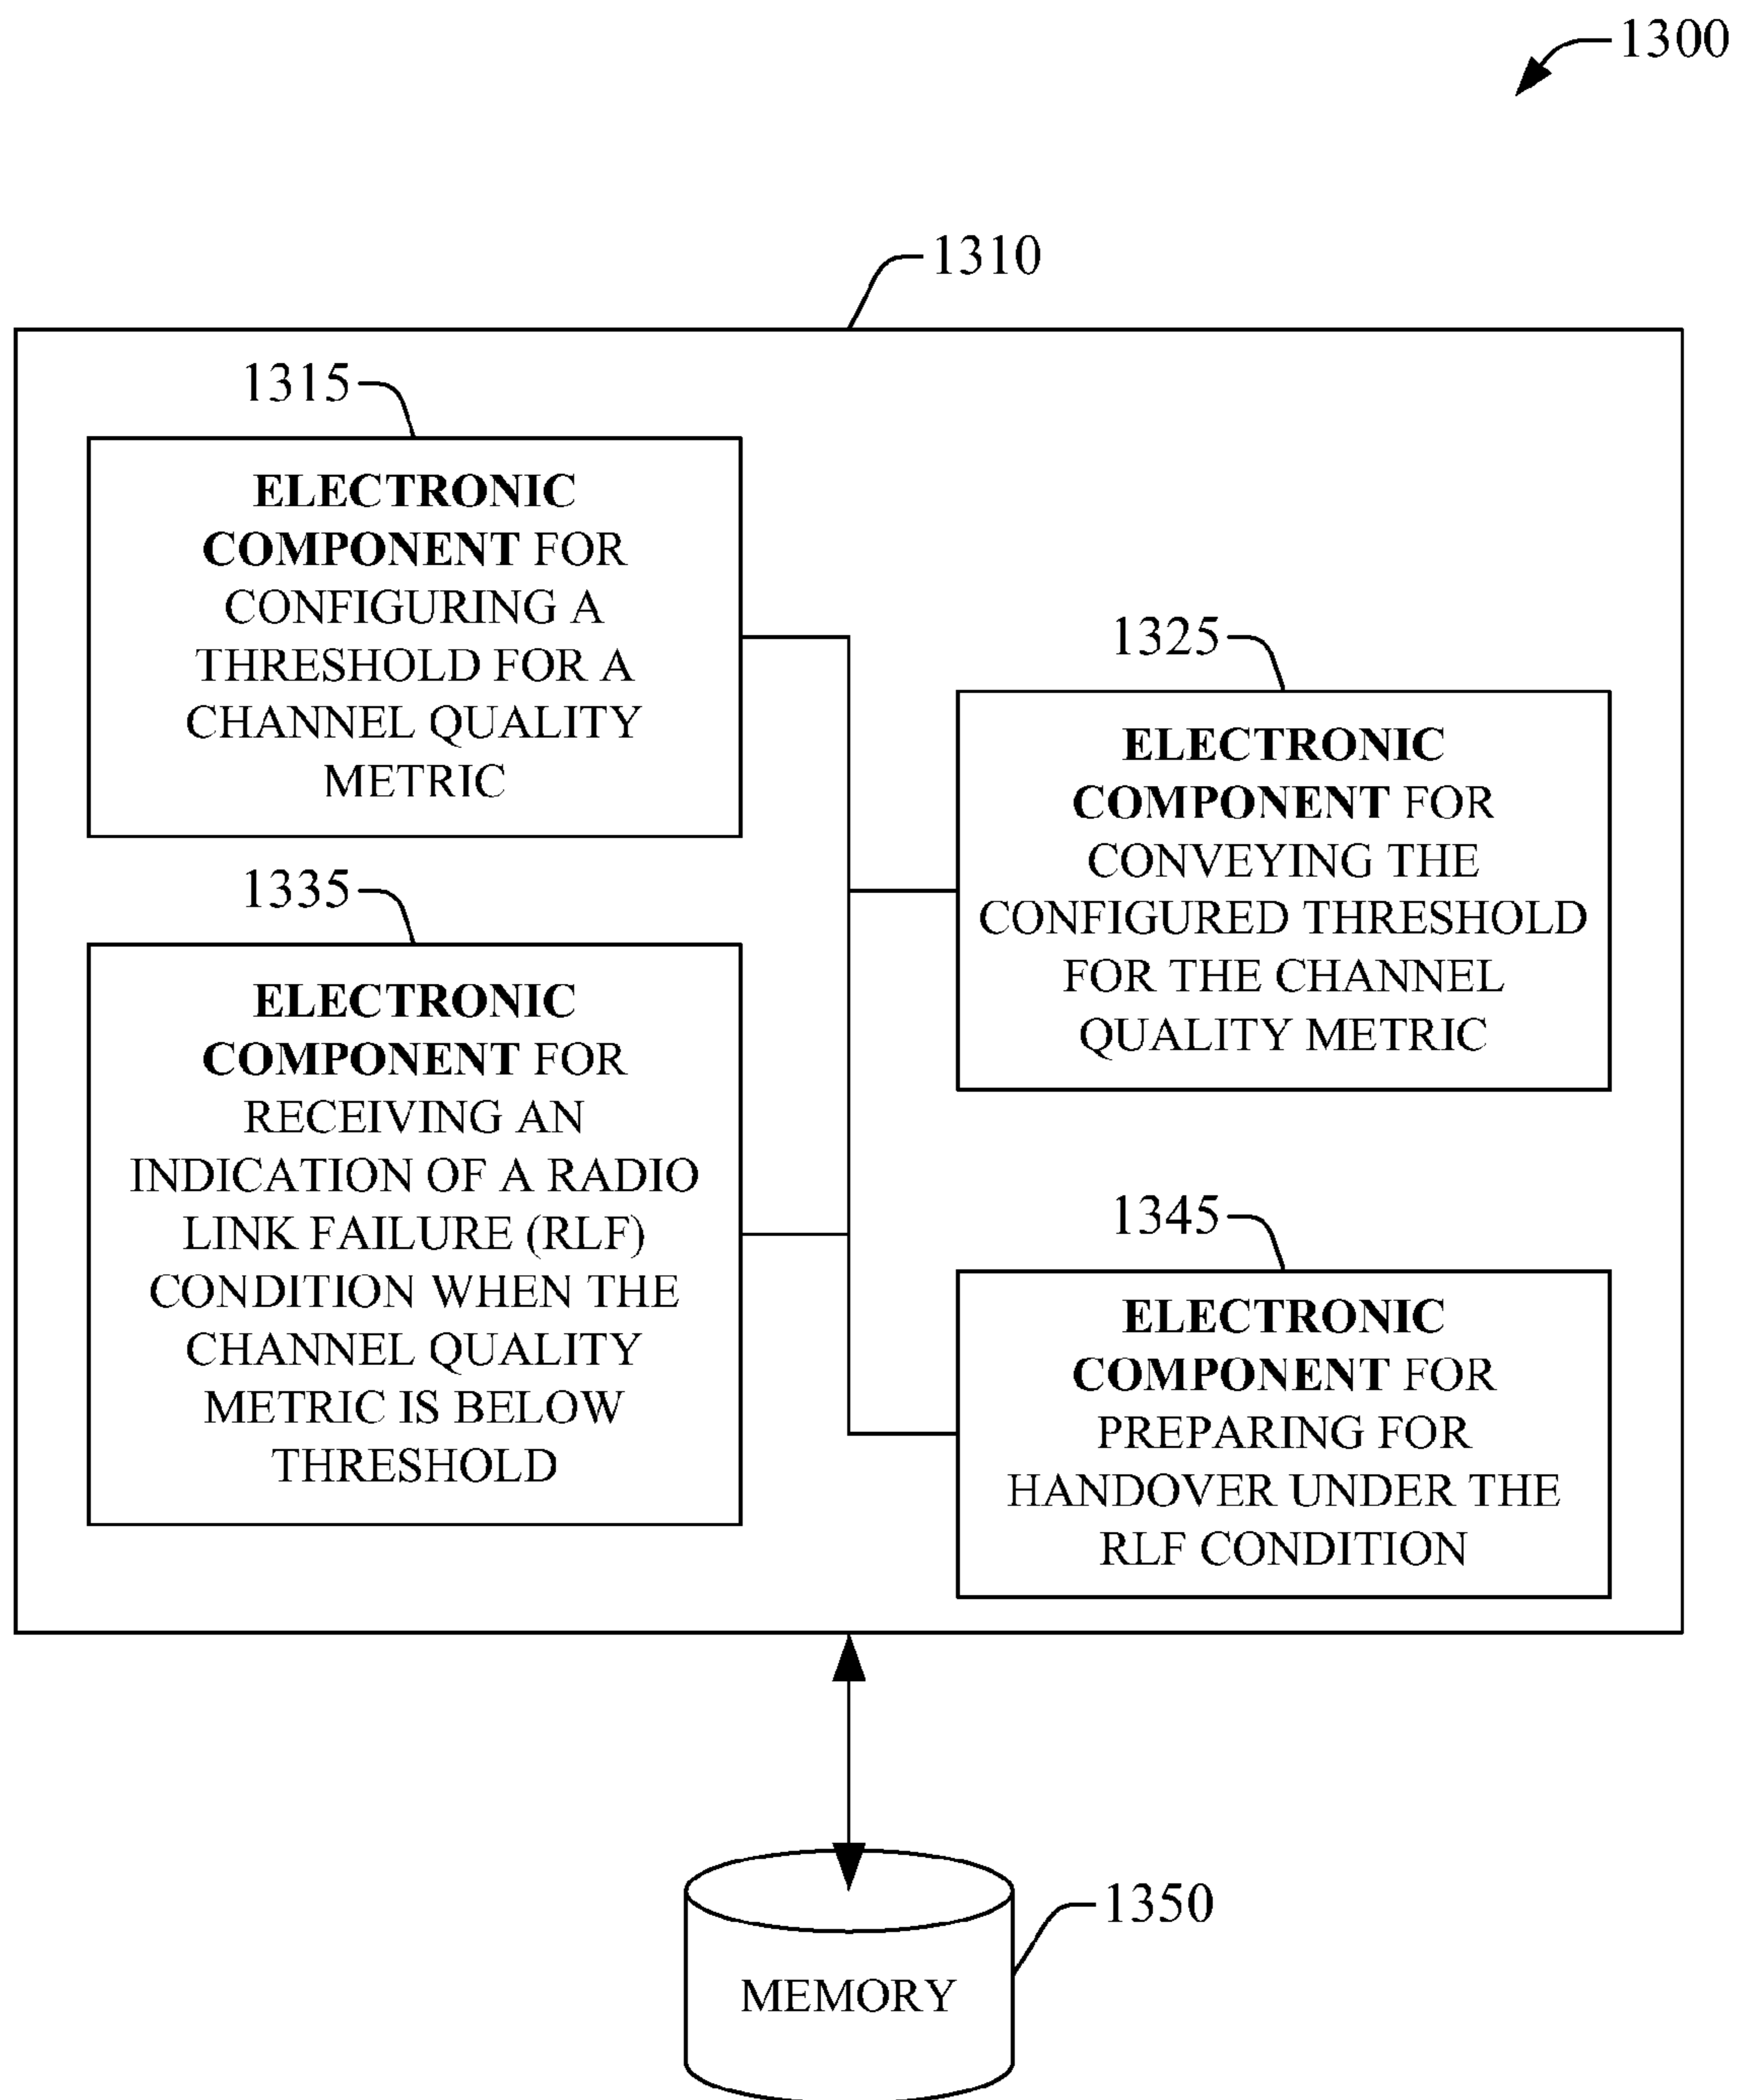 1300
1310
1315
ELECTRONIC
COMPONENT FOR
CONFIGURING A
THRESHOLD FOR A
CHANNEL QUALITY
METRIC
1325
ELECTRONIC
COMPONENT FOR
CONVEYING THE
CONFIGURED THRESHOLD
FOR THE CHANNEL
QUALITY METRIC
1335
ELECTRONIC
COMPONENT FOR
RECEIVING AN
INDICATION OF A RADIO
LINK FAILURE (RLF)
CONDITION WHEN THE
CHANNEL QUALITY
METRIC IS BELOW
THRESHOLD
1345
ELECTRONIC
COMPONENT FOR
PREPARING FOR
HANDOVER UNDER THE
RLF CONDITION
1350
MEMORY